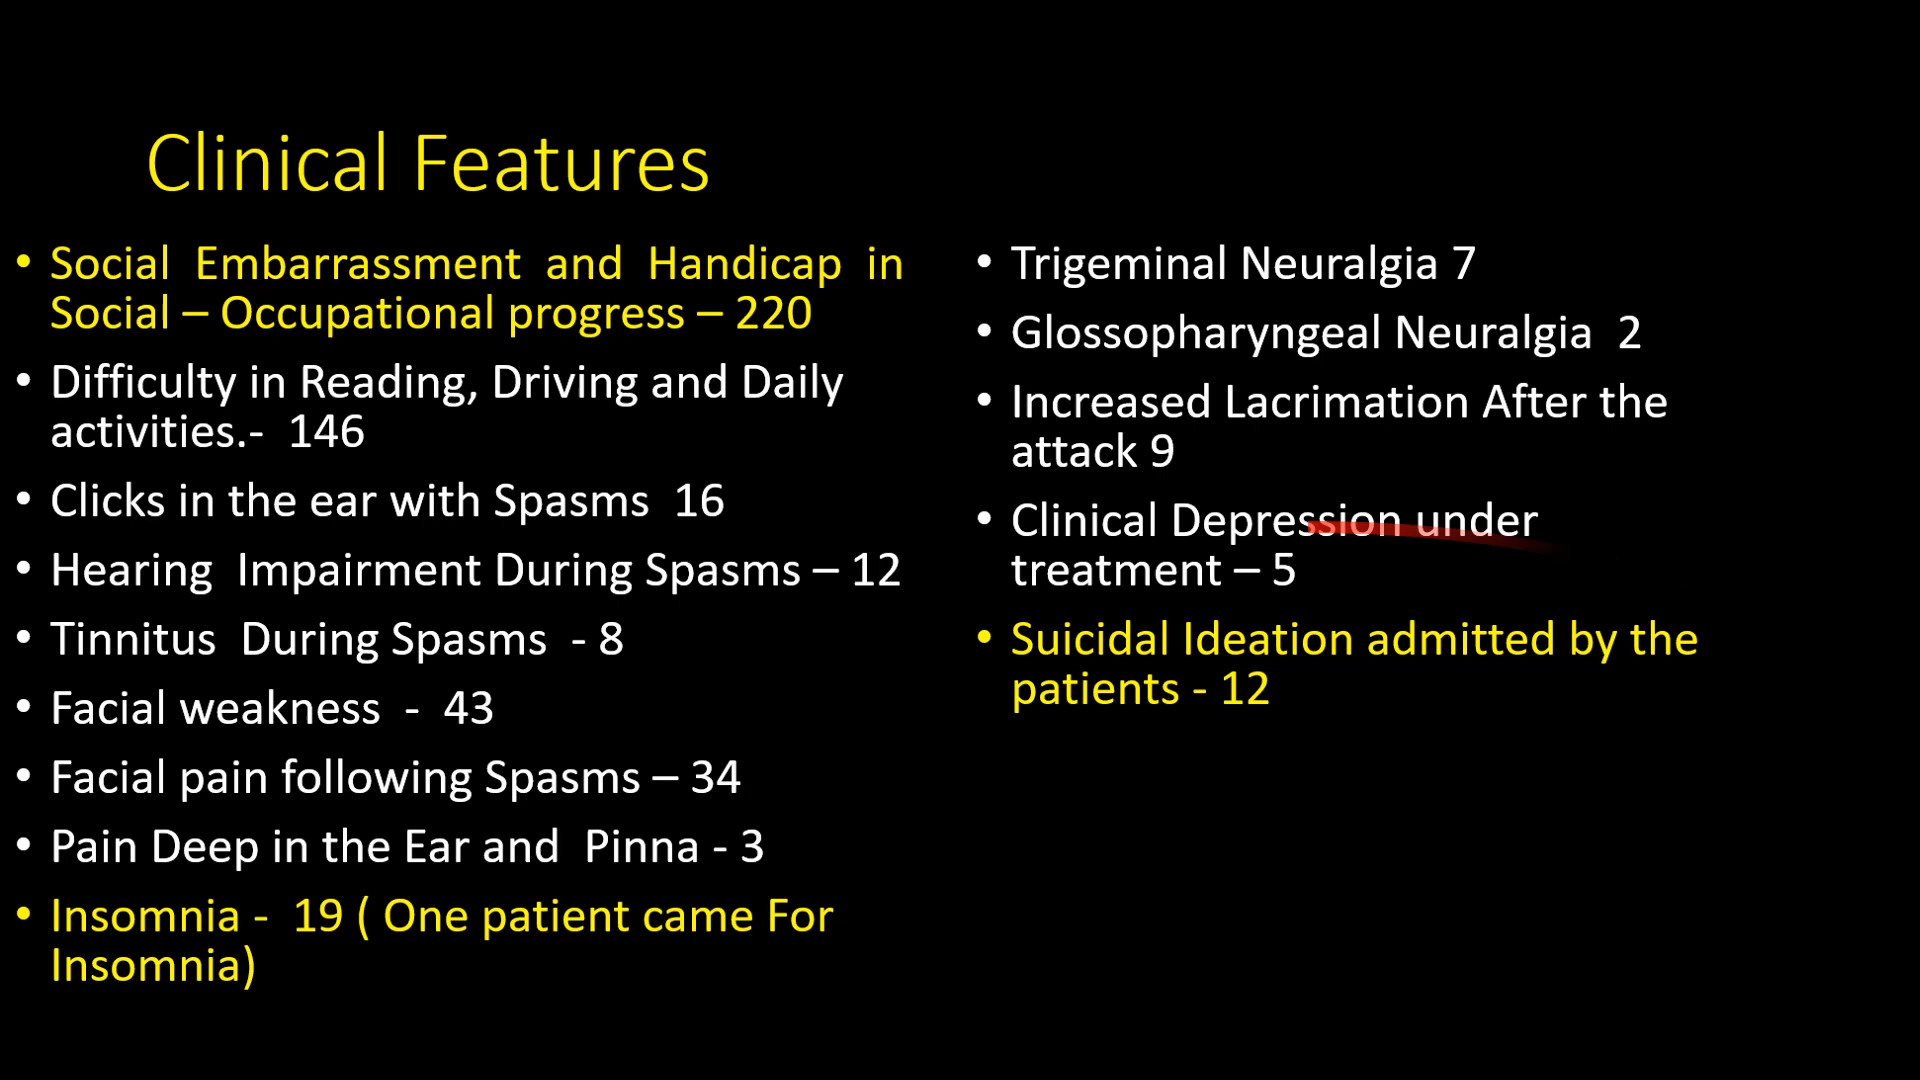 Clinical Features
• Social Embarrassment and Handicap in
Social – Occupational progress – 220
• Difficulty in Reading, Driving and Daily
activities.- 146
• Clicks in the ear with Spasms 16
• Hearing Impairment During Spasms – 12
• Tinnitus During Spasms - 8
• Facial weakness - 43
• Facial pain following Spasms – 34
• Pain Deep in the Ear and Pinna - 3
• Insomnia - 19 ( One patient came For
Insomnia)
• Trigeminal Neuralgia 7
• Glossopharyngeal Neuralgia 2
• Increased Lacrimation After the
attack 9
• Clinical Depression under
treatment – 5
• Suicidal Ideation admitted by the
patients - 12